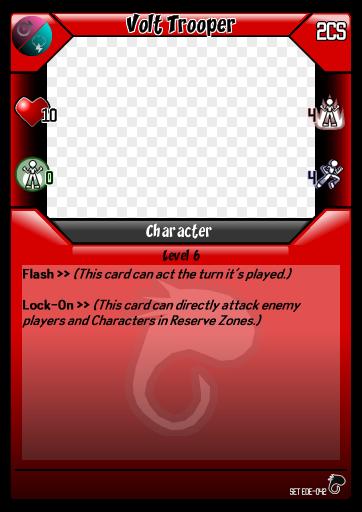 Volt Trooper
2CS
10
4
0
4
Character
Level 6
Flash >> (This card can act the turn it's played.)
Lock-On >> (This card can directly attack enemy
players and Characters in Reserve Zones.)
SET EOE-042